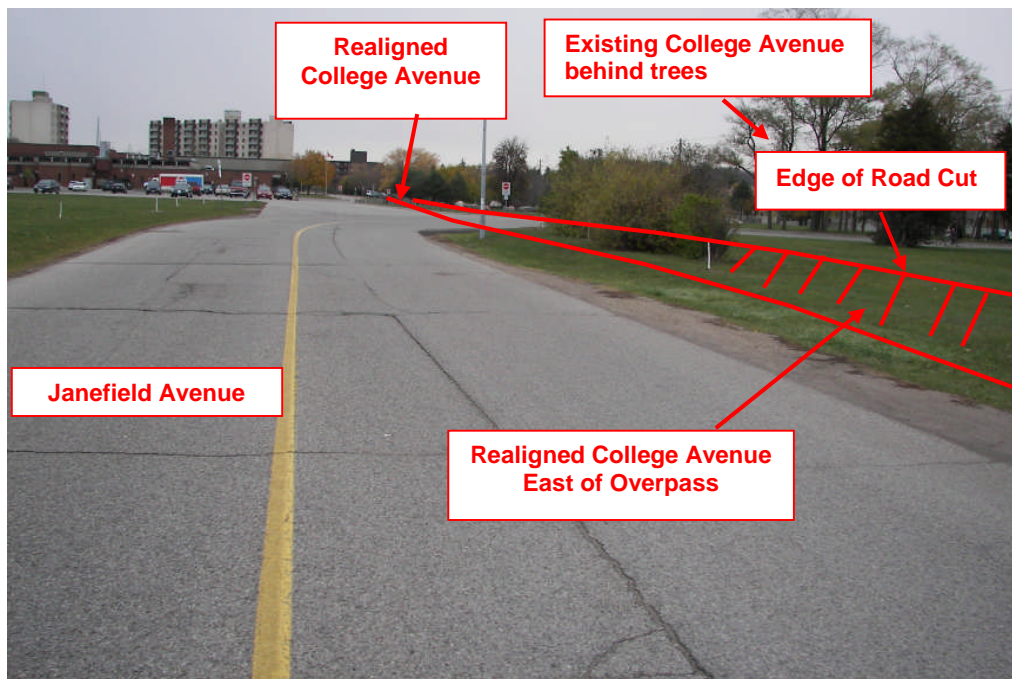 Realigned
College Avenue
Existing College Avenue
behind trees
Edge of Road Cut
Janefield Avenue
Realigned College Avenue
East of Overpass